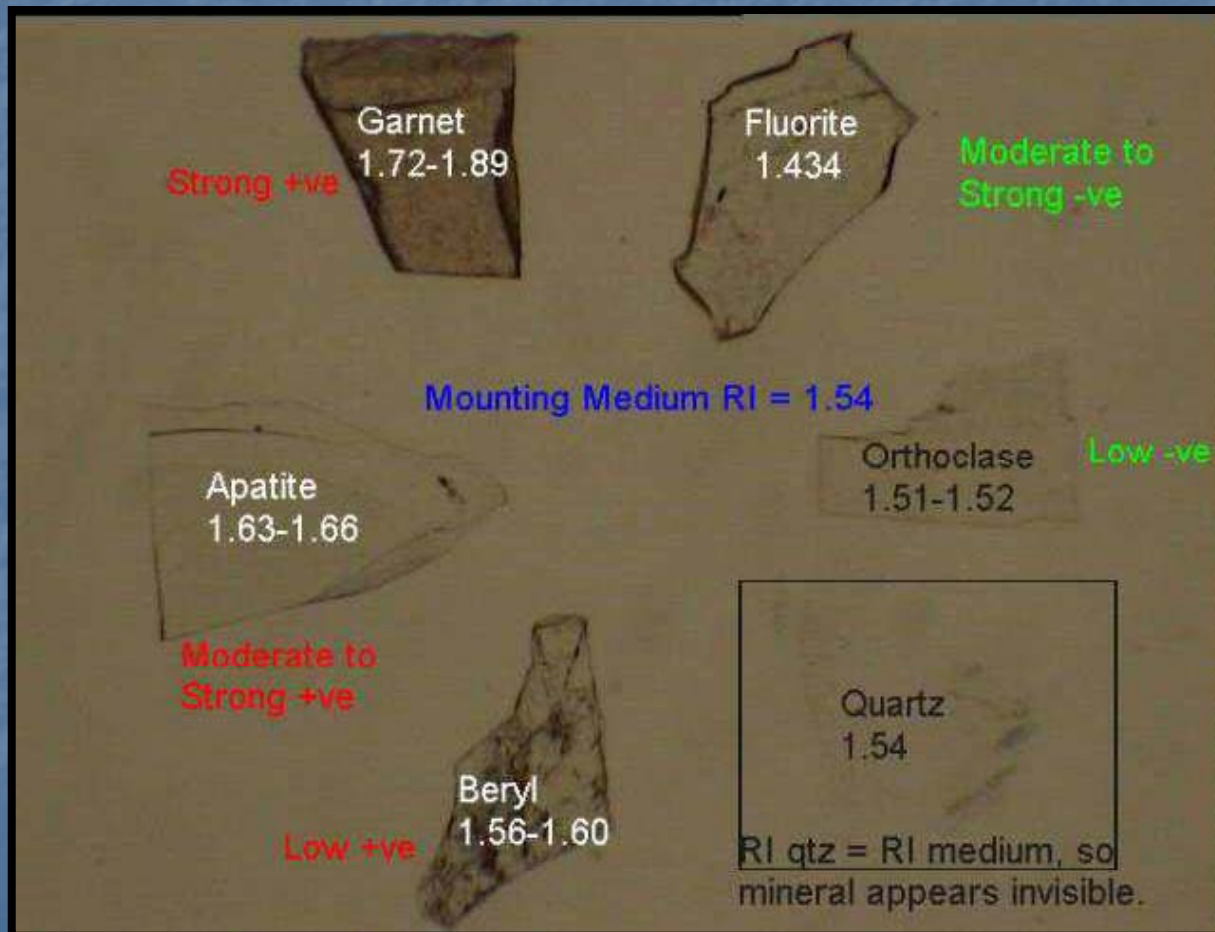 Garnet
1.72-1.89
Strong +ve
Fluorite
1.434
Moderate to
Strong -ve
Mounting Medium RI = 1.54
Apatite
1.63-1.66
Moderate to
Strong +ve
Orthoclase
1.51-1.52
Low -ve
Beryl
1.56-1.60
Low +ve
Quartz
1.54
RI qtz = RI medium, so
mineral appears invisible.